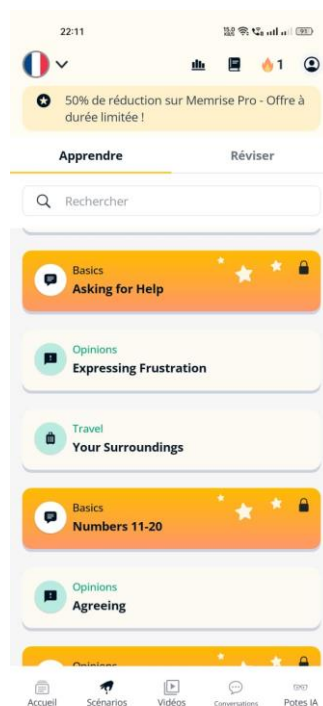 22:11
1
50% de réduction sur Memrise Pro - Offre à
durée limitée !
Apprendre
Réviser
Rechercher
Basics
Asking for Help
Opinions
Expressing Frustration
Travel
Your Surroundings
Basics
Numbers 11-20
Opinions
Agreeing
Opinions
Accueil
Scénarios
Vidéos
Conversations
Potes IA